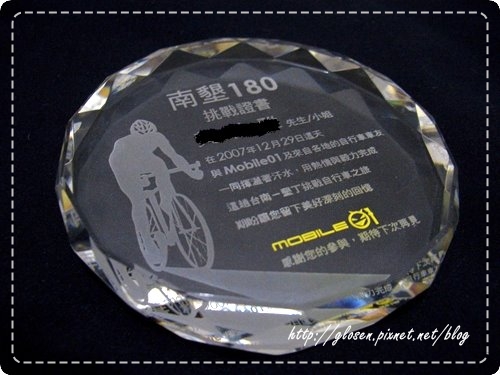 南墾180
挑戰證書
先生/小姐
在2007年12月29日這天
與Mobile01及來自各地的自行車車友
一同揮灑著汗水，用熱情與毅力完成
這趟台南－墾丁挑戰自行車之旅
期盼讓您留下美好深刻的回憶
MOBILE01
感謝您的參與，期待下次再見
http://glosen.pixnet.net/blog